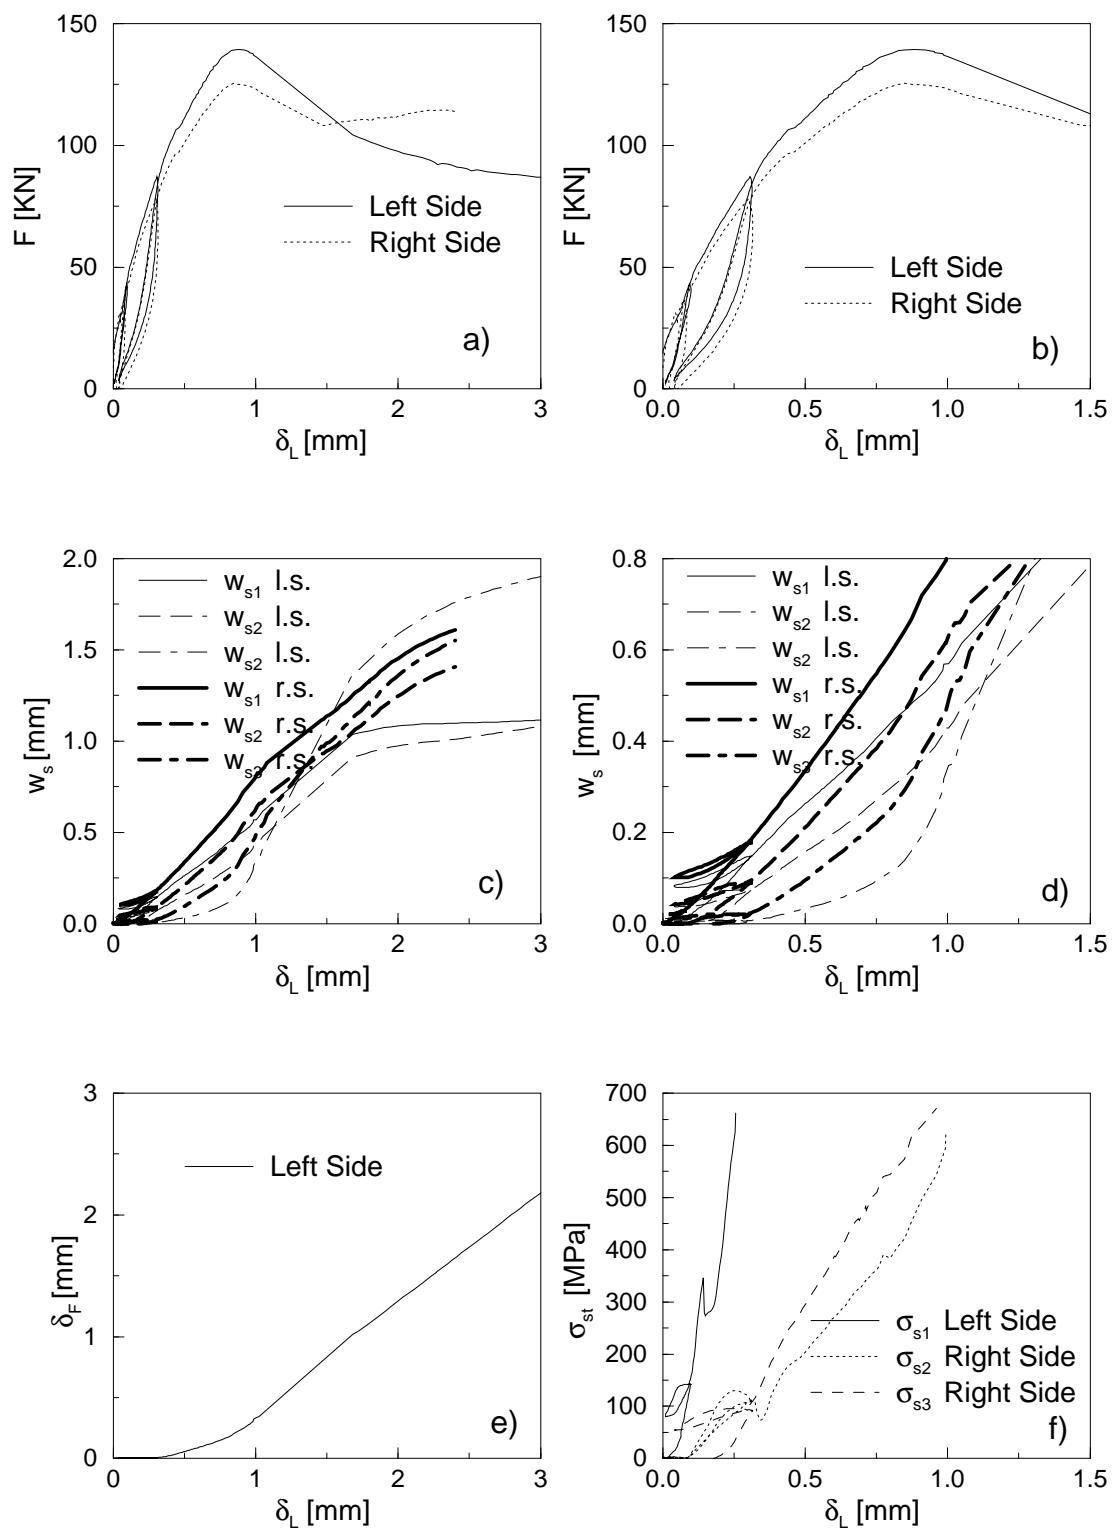 150
100
50
0
F [KN]
Left Side
Right Side
a)
0
1
2
3
δL [mm]
150
100
50
0
F [KN]
Left Side
Right Side
b)
0.0
0.5
1.0
1.5
δL [mm]
2.0
1.5
1.0
0.5
0.0
ws [mm]
ws1 l.s.
ws2 l.s.
ws2 l.s.
ws1 r.s.
ws2 r.s.
ws3 r.s.
c)
0
1
2
3
δL [mm]
0.8
0.6
0.4
0.2
0.0
ws [mm]
ws1 l.s.
ws2 l.s.
ws2 l.s.
ws1 r.s.
ws2 r.s.
ws3 r.s.
d)
0.0
0.5
1.0
1.5
δL [mm]
3
2
1
0
δF [mm]
Left Side
e)
0
1
2
3
δL [mm]
700
600
500
400
300
200
100
0
σst [MPa]
σs1 Left Side
σs2 Right Side
σs3 Right Side
f)
0.0
0.5
1.0
1.5
δL [mm]